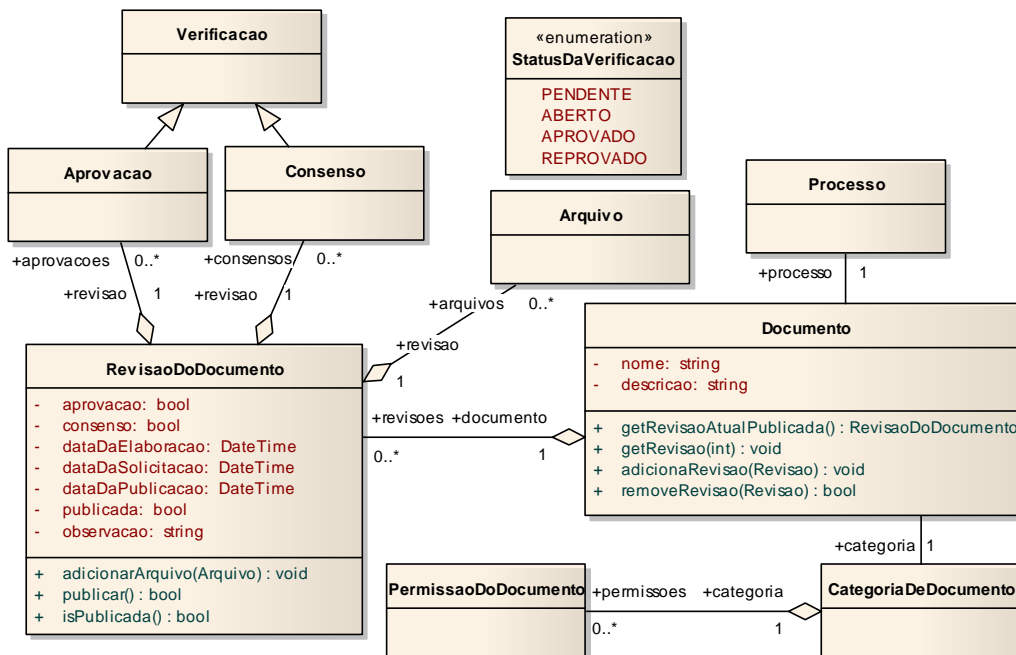 Verificacao
«enumeration»
StatusDaVerificacao
PENDENTE
ABERTO
APROVADO
REPROVADO
Aprovacao
Consenso
Processo
Arquivo
+aprovacoes 0..*
+revisao 1
+consensos 0..*
+revisao 1
+processo 1
+arquivos 0..*
+revisao 1
Documento
- nome: string
- descricao: string
+ getRevisaoAtualPublicada() : RevisaoDoDocumento
+ getRevisao(int) : void
+ adicionaRevisao(Revisao) : void
+ removeRevisao(Revisao) : bool
RevisaoDoDocumento
- aprovacao: bool
- consenso: bool
- dataDaElaboracao: DateTime
- dataDaSolicitacao: DateTime
- dataDaPublicacao: DateTime
- publicada: bool
- observacao: string
+ adicionarArquivo(Arquivo) : void
+ publicar() : bool
+ isPublicada() : bool
+revisoes +documento
0..* 1
+categoria 1
PermissaoDoDocumento
+permissoes +categoria
0..* 1
CategoriaDeDocumento